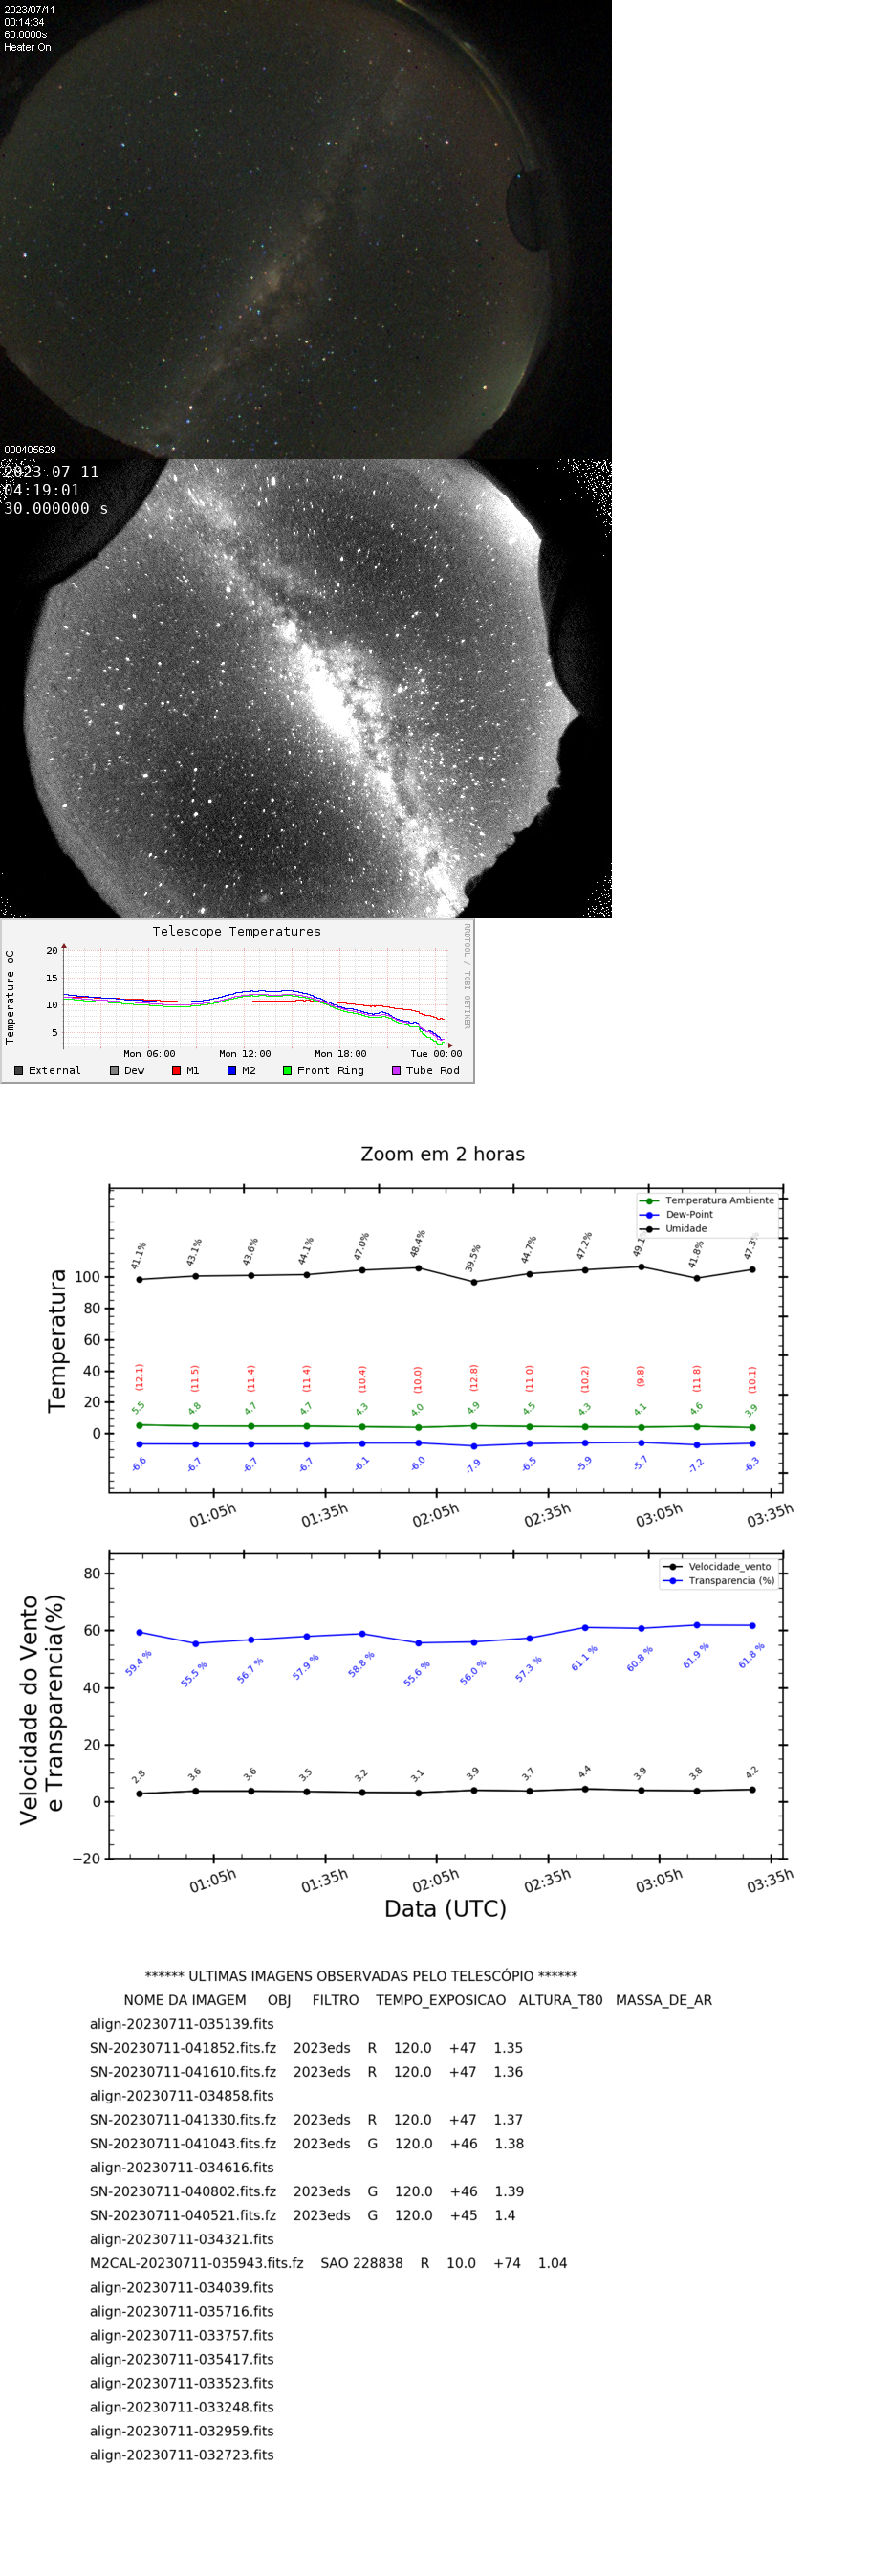 2023/07/11
00:14:34
60.0000s
Heater On
000405629
2023-07-11
04:19:01
30.000000 s
Telescope Temperatures
Temperature oC
RRDTOOL / TOBI OETIKER
20
15
10
5
Mon 06:00 Mon 12:00 Mon 18:00 Tue 00:00
External Dew M1 M2 Front Ring Tube Rod
Zoom em 2 horas
Temperatura Ambiente
Dew-Point
Umidade
Temperatura
41.1% 43.1% 43.6% 44.1% 47.0% 48.4% 39.5% 44.7% 47.2% 49.1 41.8% 47.3%
100
80
60
40
20
0
(12.1) (11.5) (11.4) (11.4) (10.4) (10.0) (12.8) (11.0) (10.2) (9.8) (11.8) (10.1)
5.5 4.8 4.7 4.7 4.3 4.0 4.9 4.5 4.3 4.1 4.6 3.9
-6.6 -6.7 -6.7 -6.7 -6.1 -6.0 -7.9 -6.5 -5.9 -5.7 -7.2 -6.3
01:05h 01:35h 02:05h 02:35h 03:05h 03:35h
Velocidade_vento
Transparencia (%)
Velocidade do Vento
e Transparencia(%)
80
60
40
20
0
−20
59.4 % 55.5 % 56.7 % 57.9 % 58.8 % 55.6 % 56.0 % 57.3 % 61.1 % 60.8 % 61.9 % 61.8 %
2.8 3.6 3.6 3.5 3.2 3.1 3.9 3.7 4.4 3.9 3.8 4.2
01:05h 01:35h 02:05h 02:35h 03:05h 03:35h
Data (UTC)
****** ULTIMAS IMAGENS OBSERVADAS PELO TELESCÓPIO ******
NOME DA IMAGEM OBJ FILTRO TEMPO_EXPOSICAO ALTURA_T80 MASSA_DE_AR
align-20230711-035139.fits
SN-20230711-041852.fits.fz 2023eds R 120.0 +47 1.35
SN-20230711-041610.fits.fz 2023eds R 120.0 +47 1.36
align-20230711-034858.fits
SN-20230711-041330.fits.fz 2023eds R 120.0 +47 1.37
SN-20230711-041043.fits.fz 2023eds G 120.0 +46 1.38
align-20230711-034616.fits
SN-20230711-040802.fits.fz 2023eds G 120.0 +46 1.39
SN-20230711-040521.fits.fz 2023eds G 120.0 +45 1.4
align-20230711-034321.fits
M2CAL-20230711-035943.fits.fz SAO 228838 R 10.0 +74 1.04
align-20230711-034039.fits
align-20230711-035716.fits
align-20230711-033757.fits
align-20230711-035417.fits
align-20230711-033523.fits
align-20230711-033248.fits
align-20230711-032959.fits
align-20230711-032723.fits